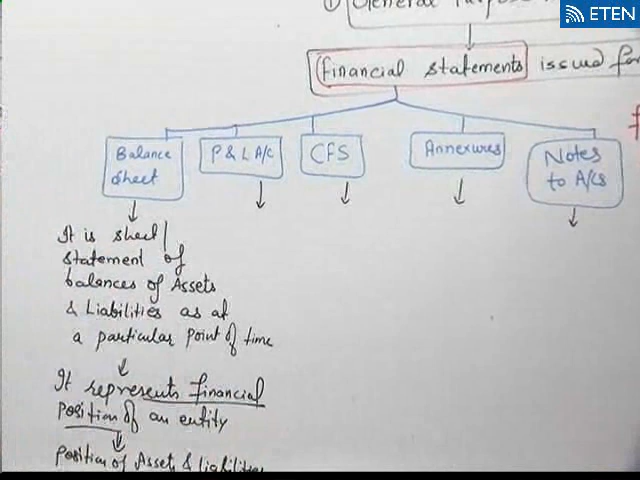 ① General Purpose
ETEN
Financial statements issued for
Balance
sheet
P & L A/c
CFS
Annexures
Notes
to A/cs
It is sheet/
statement of
balances of Assets
& Liabilities as at
a particular point of time
It represents financial
position of an entity
Position of Assets & liabilities